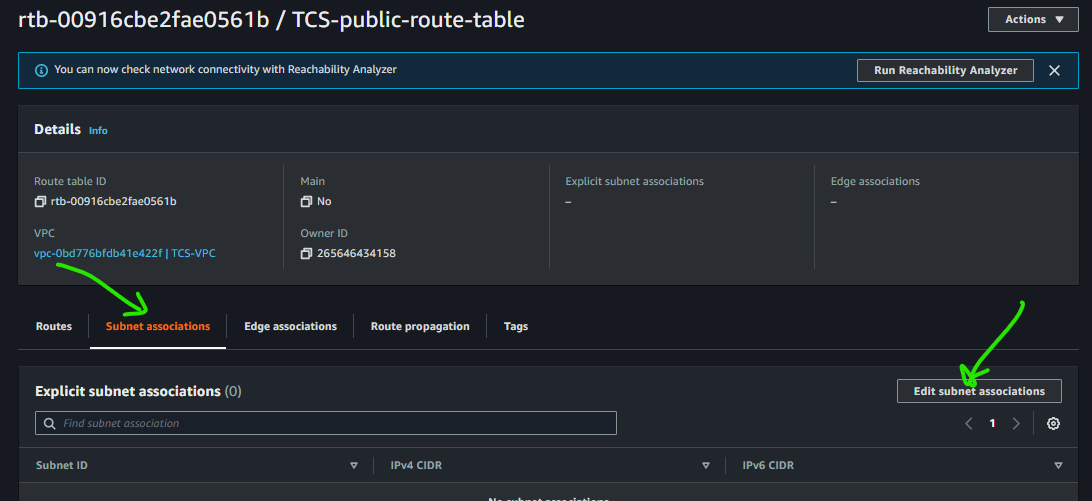 rtb-00916cbe2fae0561b / TCS-public-route-table
Actions
You can now check network connectivity with Reachability Analyzer
Run Reachability Analyzer
Details Info
Route table ID
rtb-00916cbe2fae0561b
Main
No
Explicit subnet associations
–
Edge associations
–
VPC
vpc-0bd776bfdb41e422f | TCS-VPC
Owner ID
265646434158
Routes
Subnet associations
Edge associations
Route propagation
Tags
Explicit subnet associations (0)
Edit subnet associations
Find subnet association
1
Subnet ID
IPv4 CIDR
IPv6 CIDR
No subnet associations